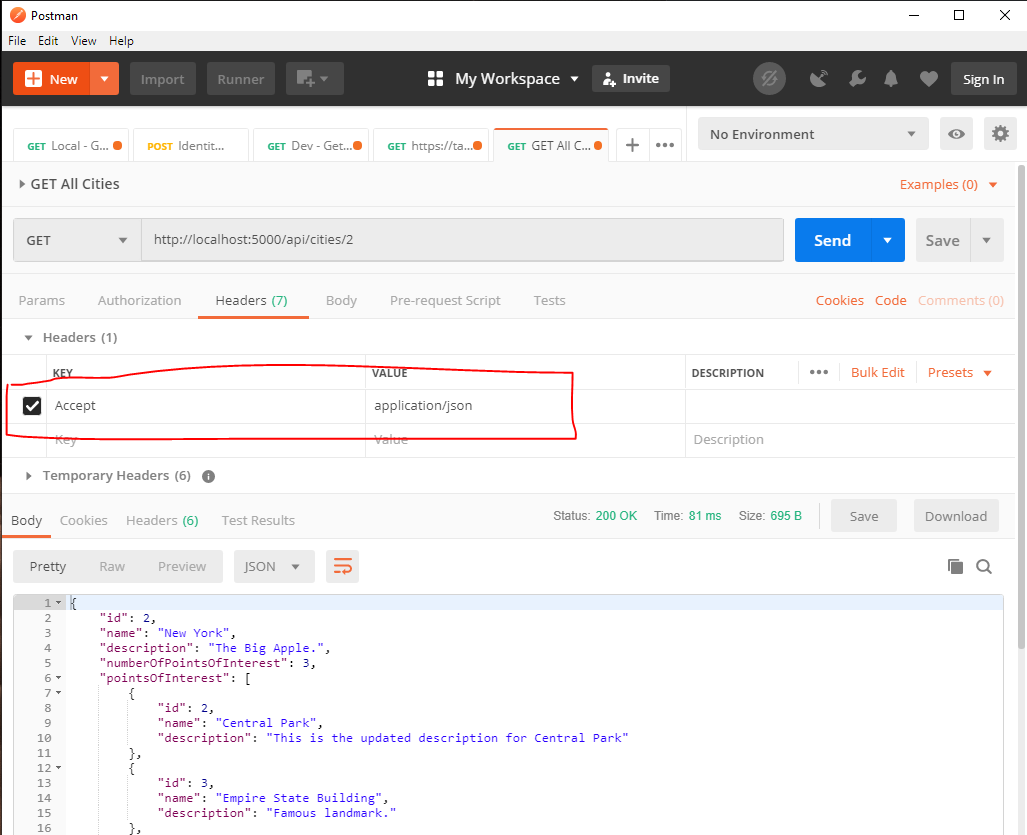 Postman
File Edit View Help
New Import Runner My Workspace Invite Sign In
GET Local - G... POST Identit... GET Dev - Get... GET https://ta... GET GET All C... No Environment
GET All Cities Examples (0)
GET http://localhost:5000/api/cities/2 Send Save
Params Authorization Headers (7) Body Pre-request Script Tests Cookies Code Comments (0)
Headers (1)
KEY VALUE DESCRIPTION ••• Bulk Edit Presets
Accept application/json
Key Value Description
Temporary Headers (6)
Body Cookies Headers (6) Test Results Status: 200 OK Time: 81 ms Size: 695 B Save Download
Pretty Raw Preview JSON
1 {
2 "id": 2,
3 "name": "New York",
4 "description": "The Big Apple.",
5 "numberOfPointsOfInterest": 3,
6 "pointsOfInterest": [
7 {
8 "id": 2,
9 "name": "Central Park",
10 "description": "This is the updated description for Central Park"
11 },
12 {
13 "id": 3,
14 "name": "Empire State Building",
15 "description": "Famous landmark."
16 },